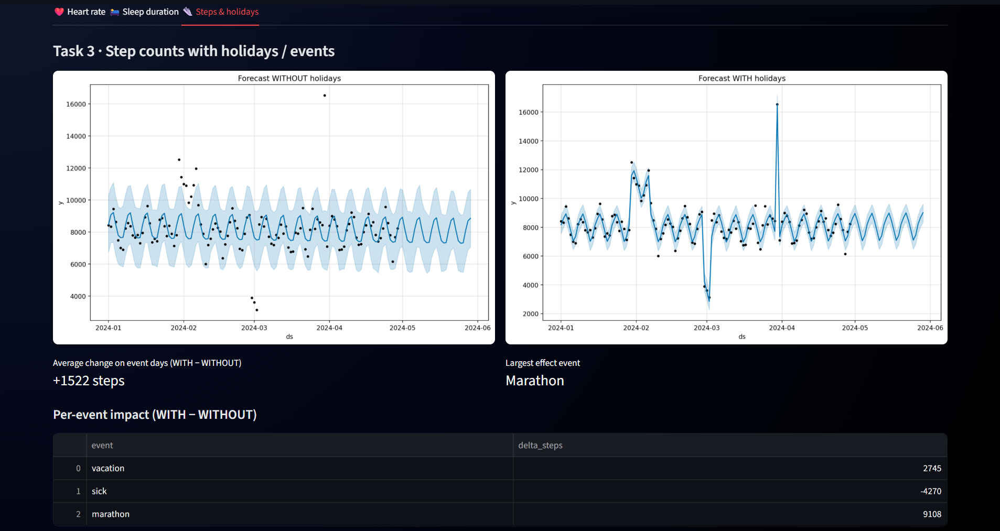 Heart rate Sleep duration Steps & holidays
Task 3 · Step counts with holidays / events
Forecast WITHOUT holidays
16000
14000
12000
10000
8000
6000
4000
y
2024-01 2024-02 2024-03 2024-04 2024-05 2024-06
ds
Forecast WITH holidays
16000
14000
12000
10000
8000
6000
4000
2000
y
2024-01 2024-02 2024-03 2024-04 2024-05 2024-06
ds
Average change on event days (WITH − WITHOUT)
+1522 steps
Largest effect event
Marathon
Per-event impact (WITH − WITHOUT)
event delta_steps
0 vacation 2745
1 sick -4270
2 marathon 9108